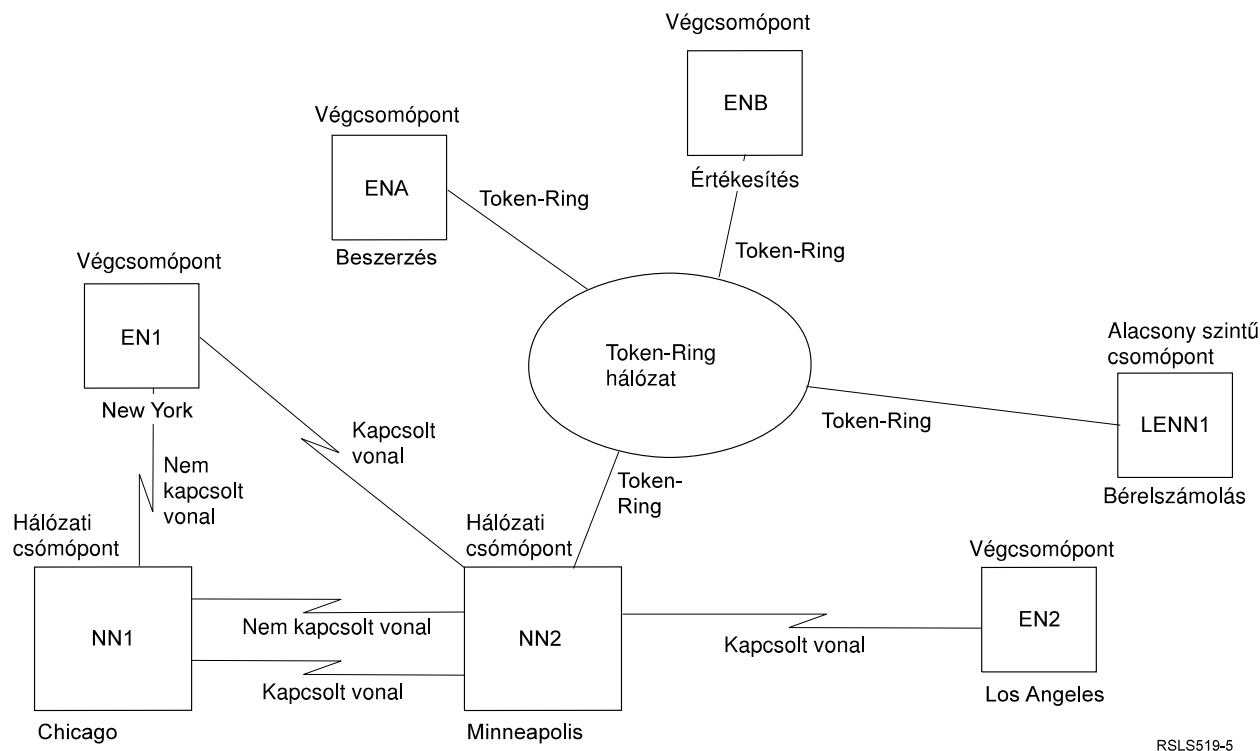 Végcsomópont
ENB
Értékesítés
Végcsomópont
ENA
Beszerzés
Token-Ring
Token-Ring
Végcsomópont
EN1
New York
Token-Ring
hálózat
Alacsony szintű
csomópont
LENN1
Bérelszámolás
Token-Ring
Kapcsolt
vonal
Nem
kapcsolt
vonal
Token-
Ring
Hálózati
csómópont
NN1
Chicago
Nem kapcsolt vonal
Kapcsolt vonal
Hálózati
csómópont
NN2
Minneapolis
Kapcsolt vonal
Végcsomópont
EN2
Los Angeles
RSLS519-5